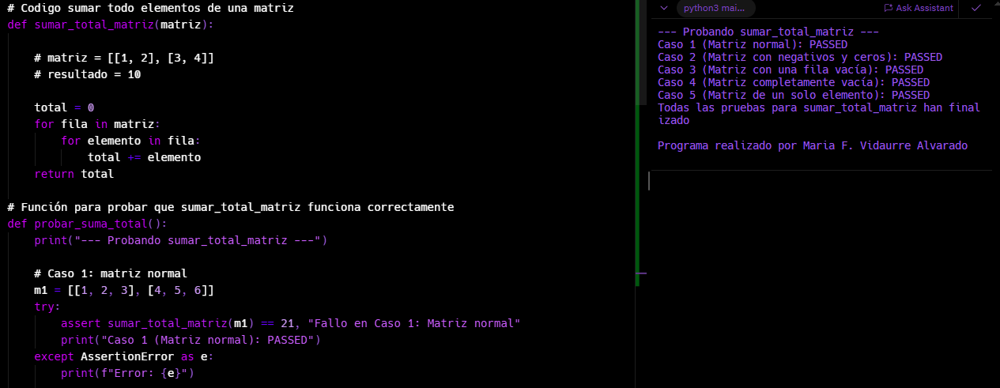 # Codigo sumar todo elementos de una matriz
def sumar_total_matriz(matriz):
# matriz = [[1, 2], [3, 4]]
# resultado = 10
total = 0
for fila in matriz:
for elemento in fila:
total += elemento
return total
# Función para probar que sumar_total_matriz funciona correctamente
def probar_suma_total():
print("--- Probando sumar_total_matriz ---")
# Caso 1: matriz normal
m1 = [[1, 2, 3], [4, 5, 6]]
try:
assert sumar_total_matriz(m1) == 21, "Fallo en Caso 1: Matriz normal"
print("Caso 1 (Matriz normal): PASSED")
except AssertionError as e:
print(f"Error: {e}")
python3 mai...
Ask Assistant
--- Probando sumar_total_matriz ---
Caso 1 (Matriz normal): PASSED
Caso 2 (Matriz con negativos y ceros): PASSED
Caso 3 (Matriz con una fila vacía): PASSED
Caso 4 (Matriz completamente vacía): PASSED
Caso 5 (Matriz de un solo elemento): PASSED
Todas las pruebas para sumar_total_matriz han final
izado
Programa realizado por Maria F. Vidaurre Alvarado